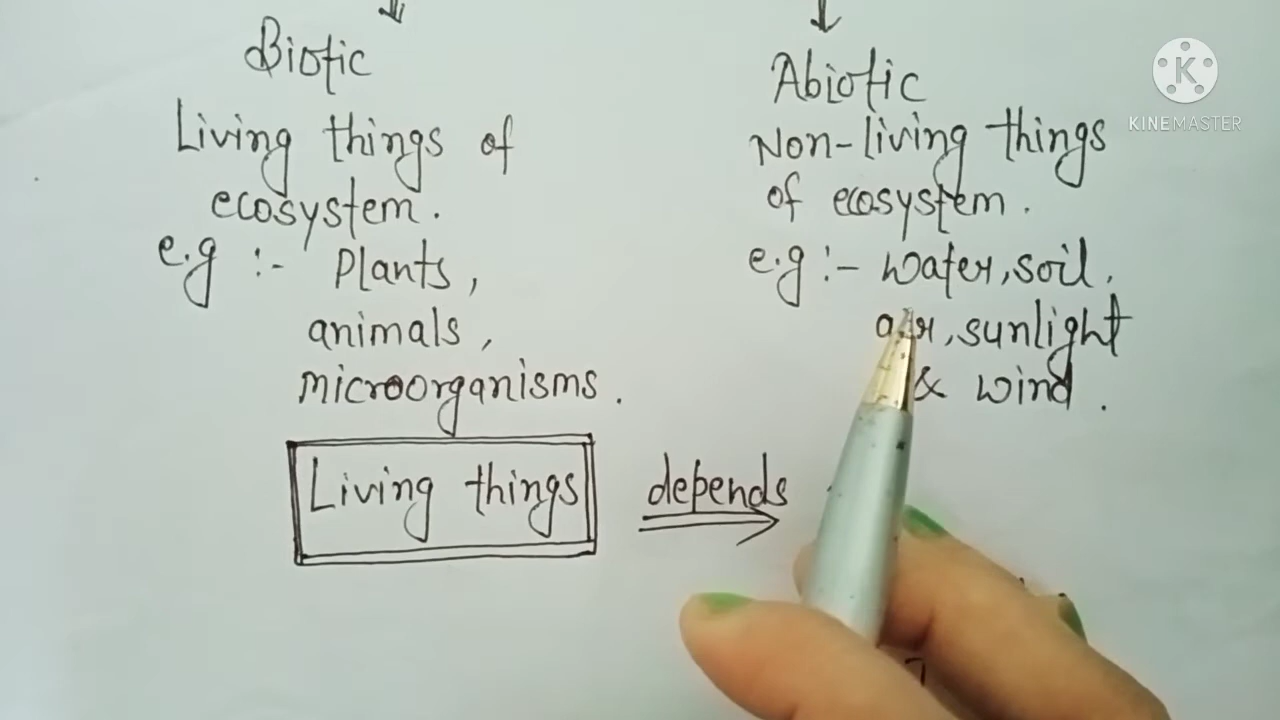 Biotic
Living things of
ecosystem.
e.g :- Plants,
animals,
microorganisms.
Abiotic
Non-living things
of ecosystem.
e.g :- Water, soil,
air, sunlight
& wind.
Living things
depends
K
KINEMASTER